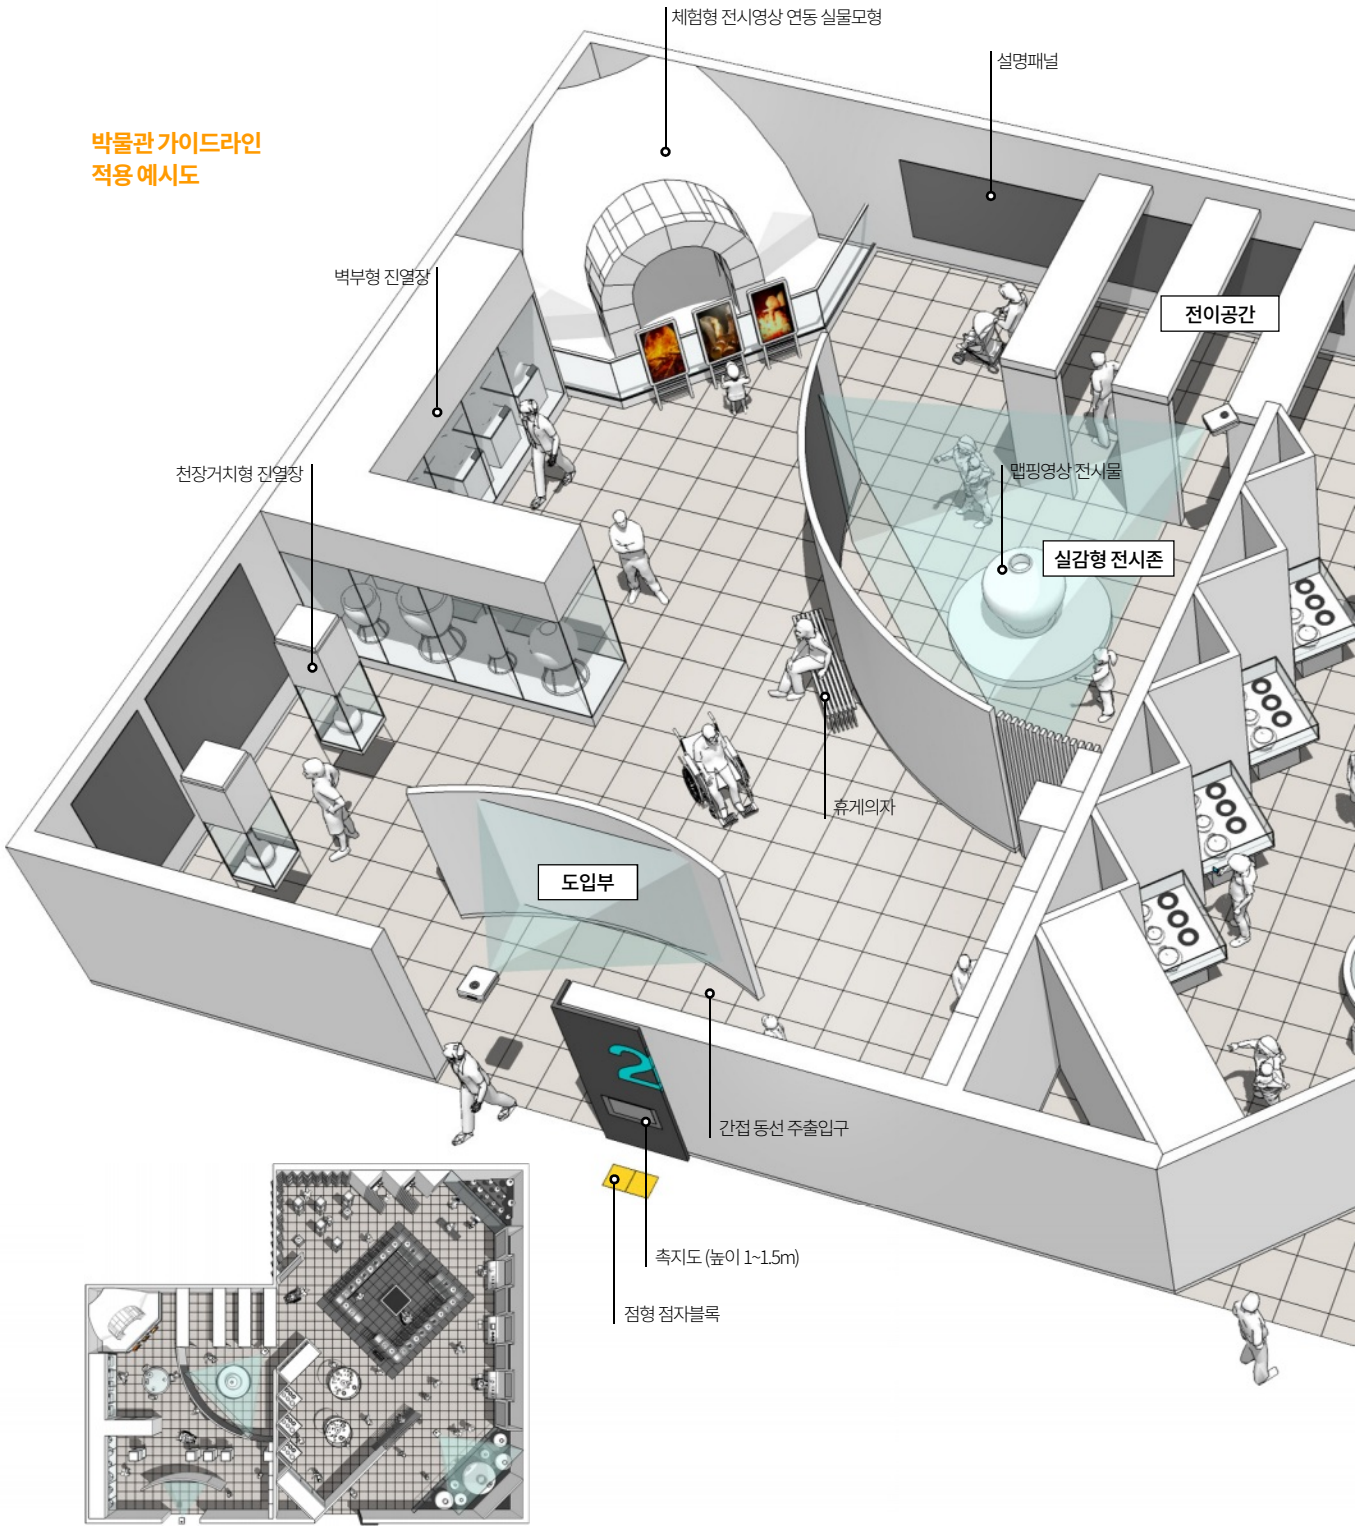 체험형 전시영상 연동 실물모형
설명패널
박물관 가이드라인
적용 예시도
벽부형 진열장
전이공간
천장거치형 진열장
맵핑영상 전시물
실감형 전시존
휴게의자
도입부
2
간접 동선 주출입구
촉지도 (높이 1~1.5m)
점형 점자블록